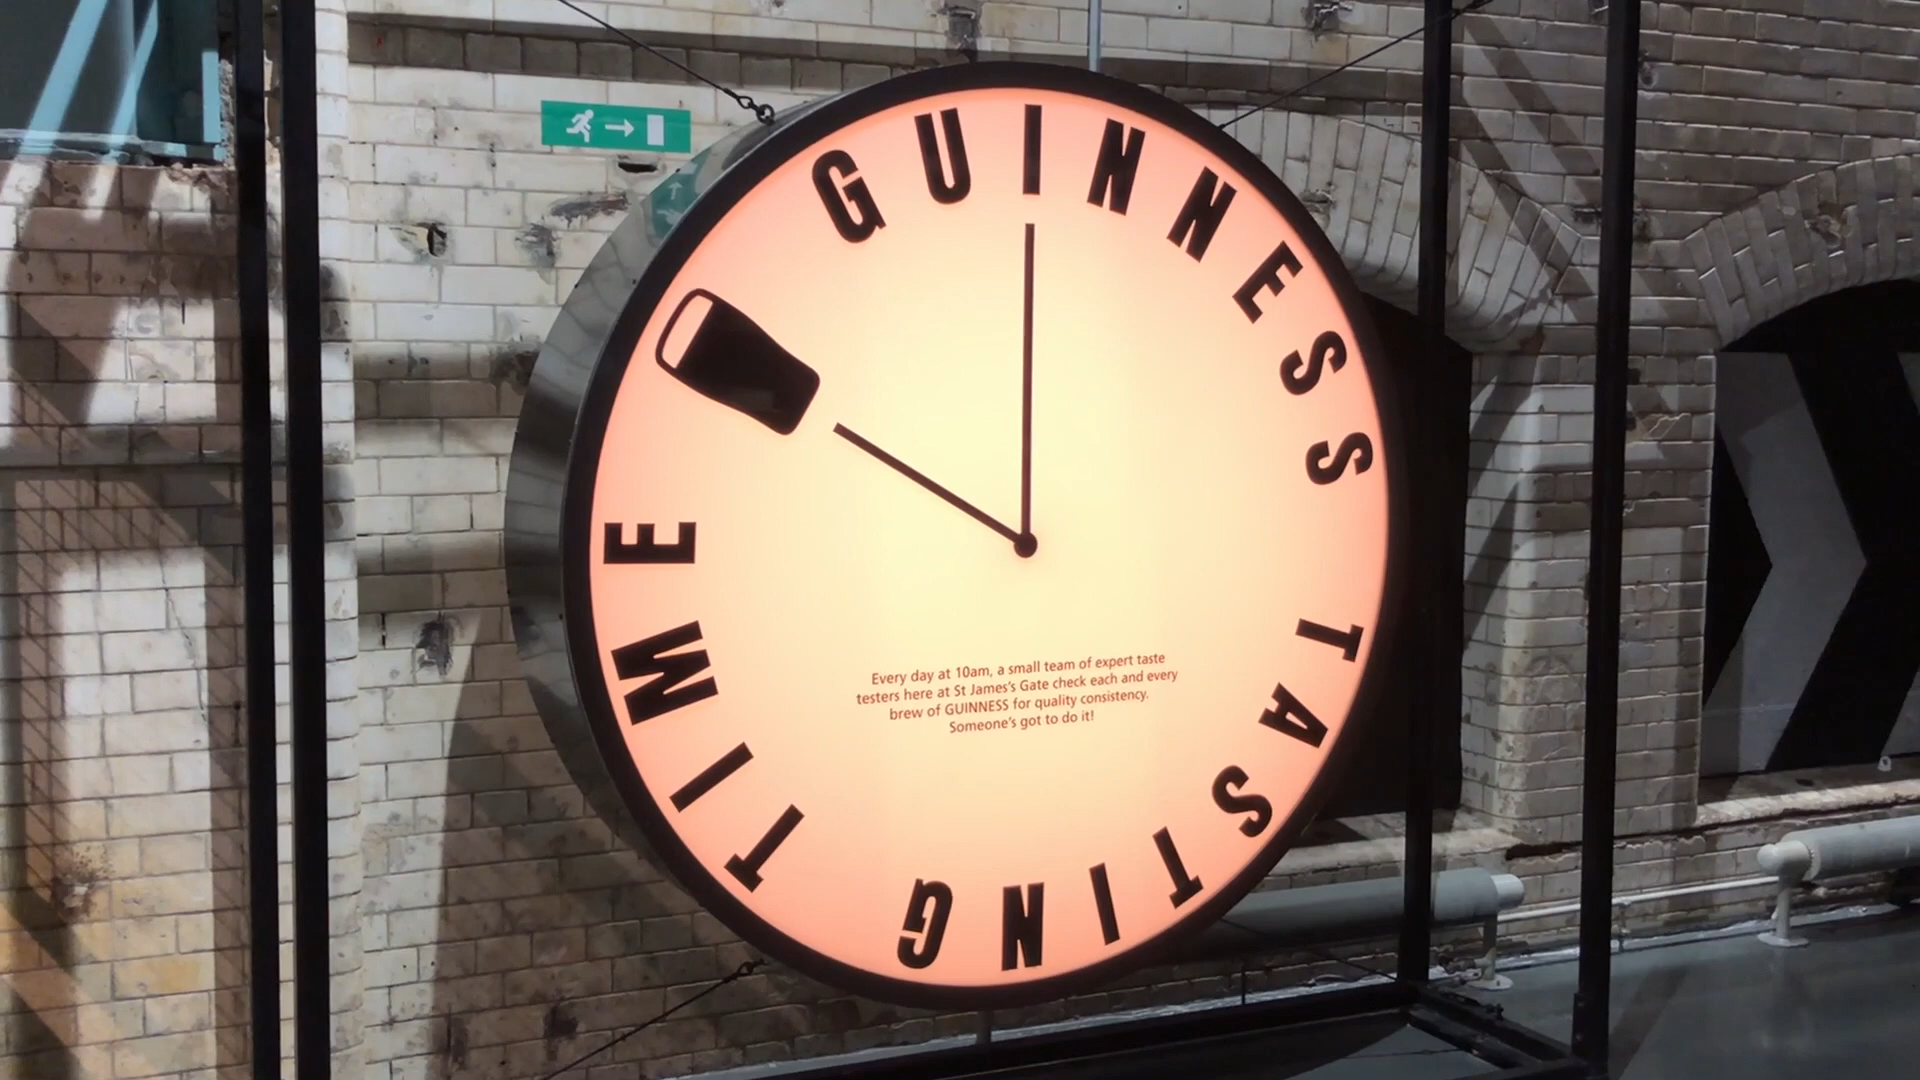 GUINNESS TASTING TIME
Every day at 10am, a small team of expert taste
testers here at St James's Gate check each and every
brew of GUINNESS for quality consistency.
Someone's got to do it!